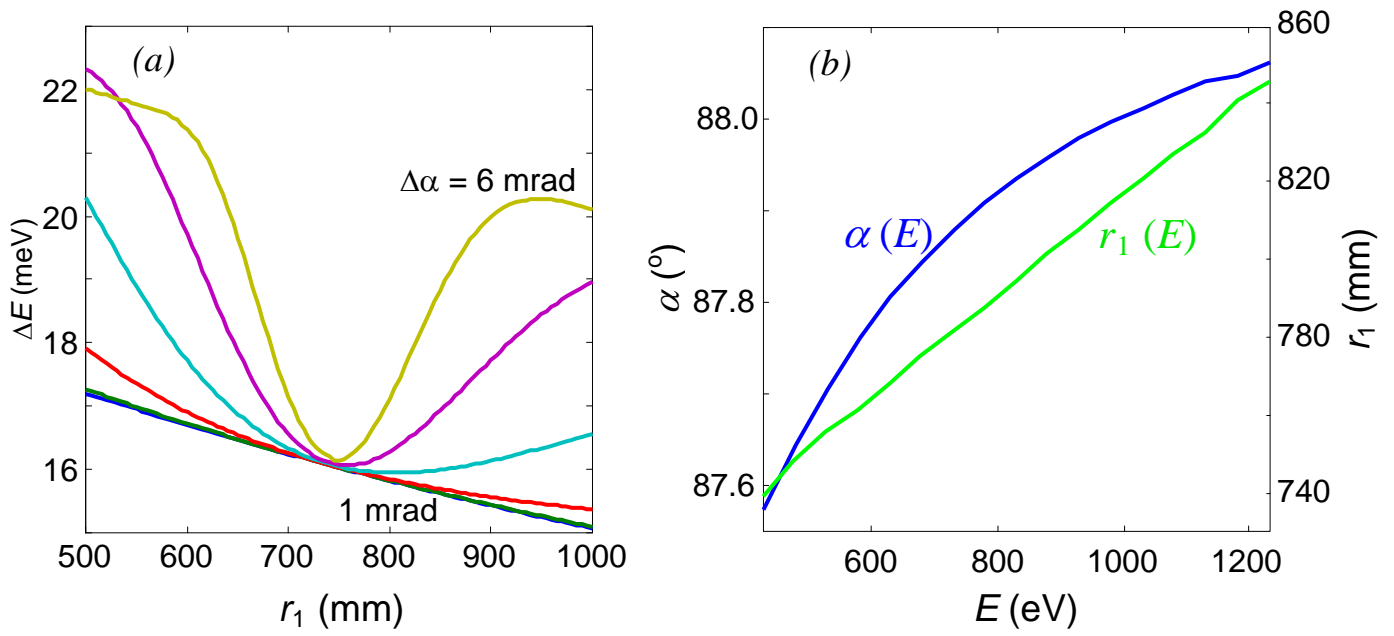 (a)
22
20
18
16
ΔE (meV)
Δα = 6 mrad
1 mrad
500 600 700 800 900 1000
r₁ (mm)
(b)
88.0
87.8
87.6
α (º)
α (E)
r₁ (E)
860
820
780
740
r₁ (mm)
600 800 1000 1200
E (eV)